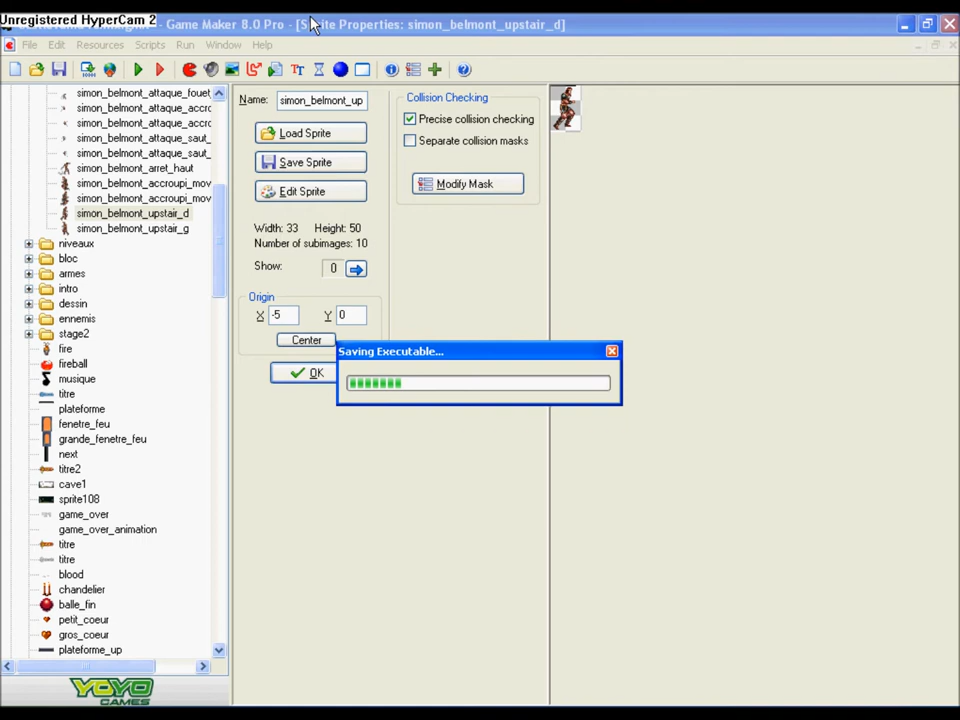 Unregistered HyperCam 2
- Game Maker 8.0 Pro - [Sprite Properties: simon_belmont_upstair_d]
File Edit Resources Scripts Run Window Help
simon_belmont_attaque_fouet
simon_belmont_attaque_accro
simon_belmont_attaque_accro
simon_belmont_attaque_saut_
simon_belmont_attaque_saut_
simon_belmont_arret_haut
simon_belmont_accroupi_mov
simon_belmont_accroupi_mov
simon_belmont_upstair_d
simon_belmont_upstair_g
niveaux
bloc
armes
intro
dessin
ennemis
stage2
fire
fireball
musique
titre
plateforme
fenetre_feu
grande_fenetre_feu
next
titre2
cave1
sprite108
game_over
game_over_animation
titre
titre
blood
chandelier
balle_fin
petit_coeur
gros_coeur
plateforme_up
YOYO
GAMES
Name: simon_belmont_up
Load Sprite
Save Sprite
Edit Sprite
Width: 33 Height: 50
Number of subimages: 10
Show: 0
Origin
X -5 Y 0
Center
OK
Collision Checking
Precise collision checking
Separate collision masks
Modify Mask
Saving Executable...